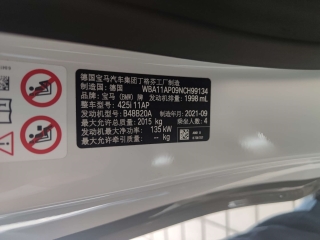 德国宝马汽车集团丁格芬工厂制造
制造国: 德国 WBA11AP09NCH99134
品牌: 宝马 (BMW) 牌 发动机排量: 1998 mL
整车型号: 425i 11AP
发动机型号: B48B20A 制造年月: 2021-09
最大允许总质量: 2015 kg 乘坐人数: 4
发动机最大净功率: 135 kW
最大允许牵引质量: -- kg